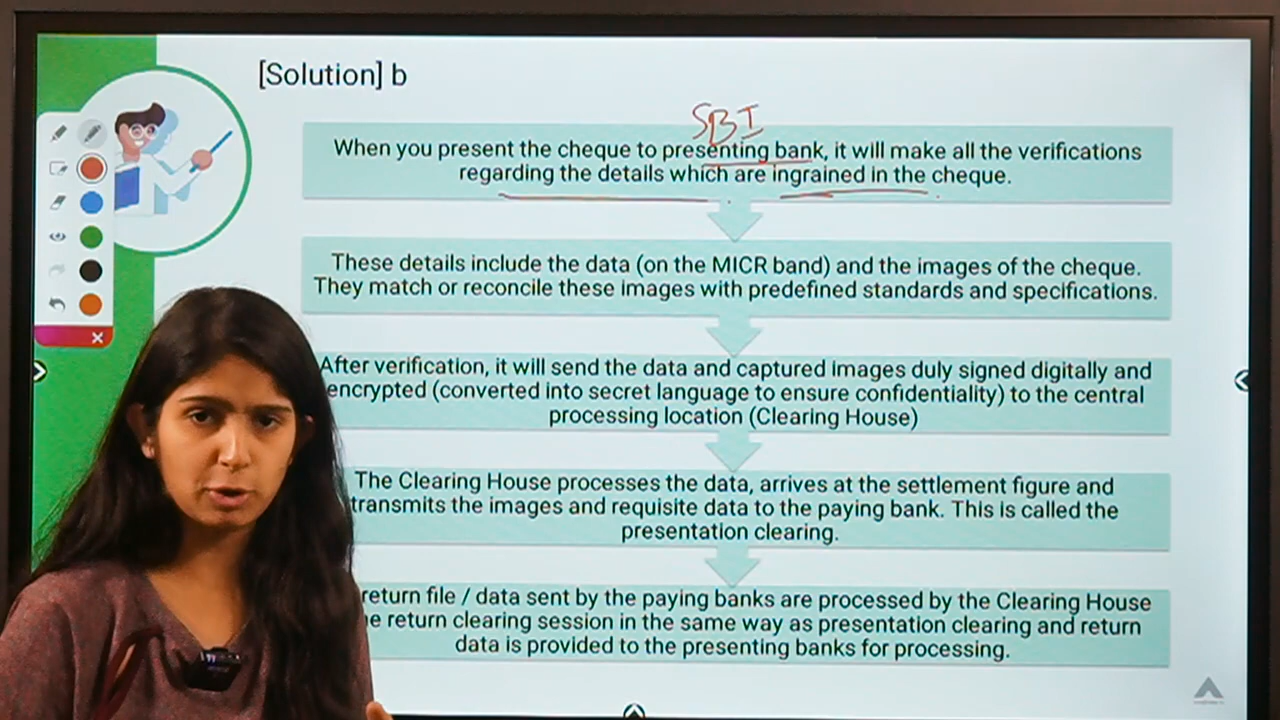 [Solution] b
SBI
When you present the cheque to presenting bank, it will make all the verifications
regarding the details which are ingrained in the cheque.
These details include the data (on the MICR band) and the images of the cheque.
They match or reconcile these images with predefined standards and specifications.
After verification, it will send the data and captured images duly signed digitally and
encrypted (converted into secret language to ensure confidentiality) to the central
processing location (Clearing House)
The Clearing House processes the data, arrives at the settlement figure and
transmits the images and requisite data to the paying bank. This is called the
presentation clearing.
return file / data sent by the paying banks are processed by the Clearing House
return clearing session in the same way as presentation clearing and return
data is provided to the presenting banks for processing.